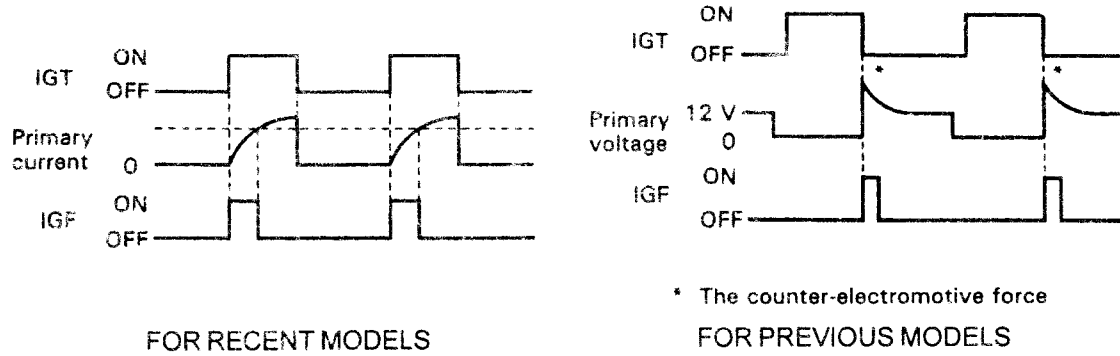 ON
IGT
OFF
Primary
current
0
ON
IGF
OFF
FOR RECENT MODELS
ON
IGT
OFF
*
*
12 V
Primary
voltage
0
ON
IGF
OFF
* The counter-electromotive force
FOR PREVIOUS MODELS